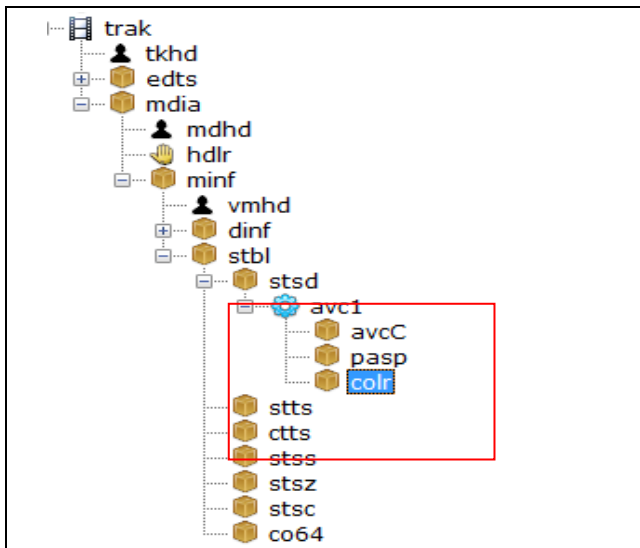 trak
tkhd
edts
mdia
mdhd
hdlr
minf
vmhd
dinf
stbl
stsd
avc1
avcC
pasp
colr
stts
ctts
stss
stsz
stsc
co64